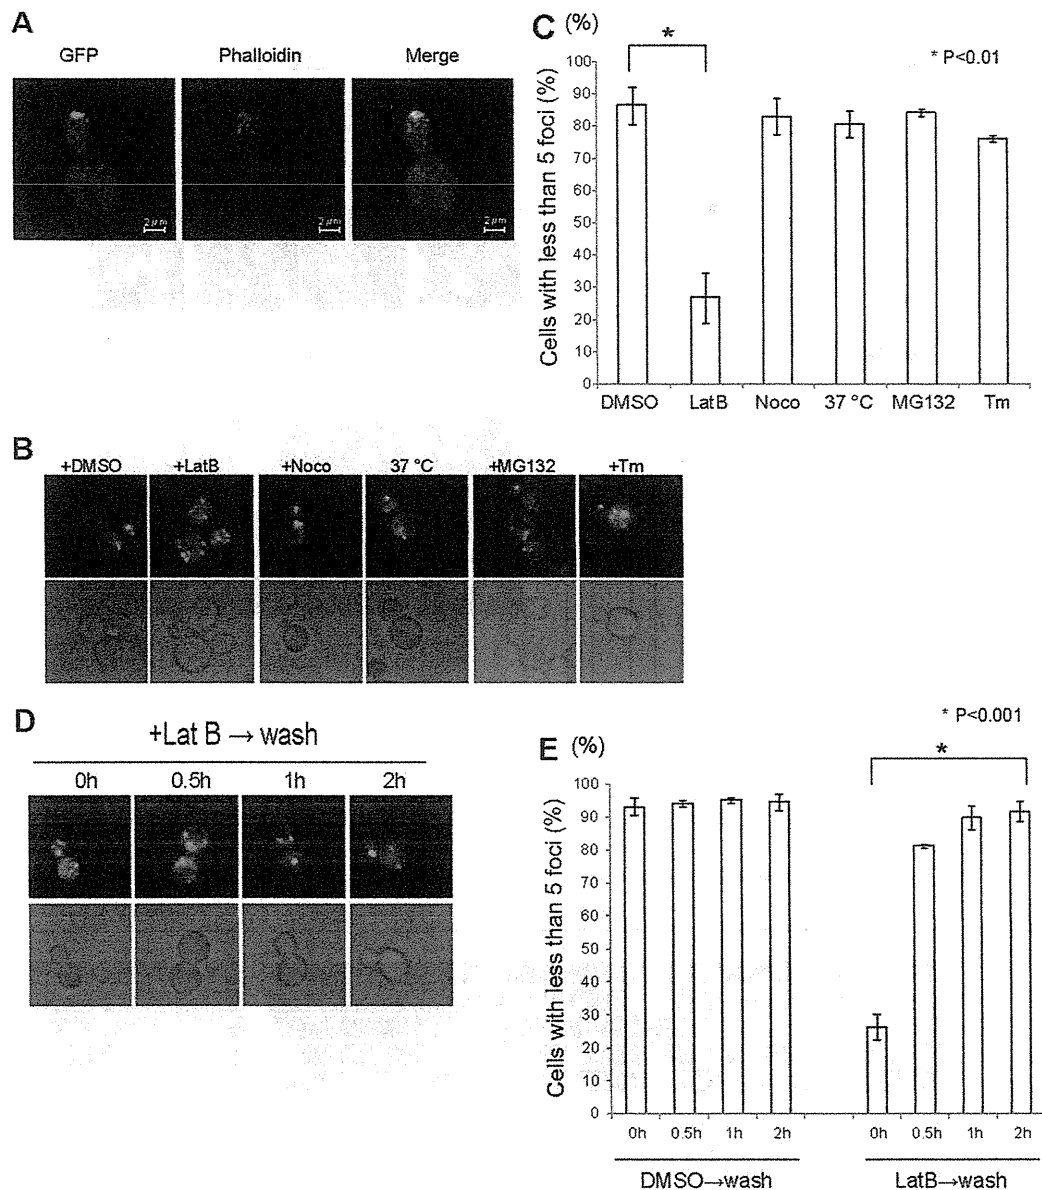 A
GFP Phalloidin Merge
2 µm 2 µm 2 µm
C (%)
* P<0.01
*
Cells with less than 5 foci (%)
100
90
80
70
60
50
40
30
20
10
0
DMSO LatB Noco 37 °C MG132 Tm
B
+DMSO +LatB +Noco 37 °C +MG132 +Tm
D
+Lat B → wash
0h 0.5h 1h 2h
E (%)
* P<0.001
*
Cells with less than 5 foci (%)
100
90
80
70
60
50
40
30
20
10
0
0h 0.5h 1h 2h 0h 0.5h 1h 2h
DMSO→wash LatB→wash